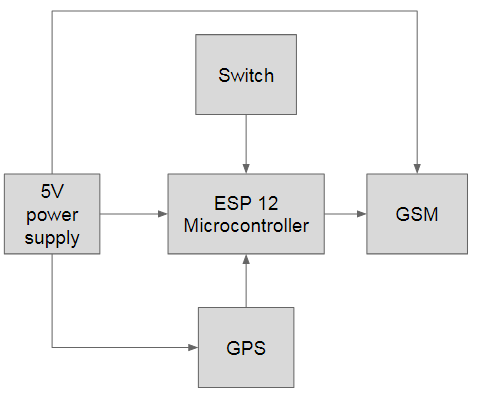 Switch
5V
power
supply
ESP 12
Microcontroller
GSM
GPS